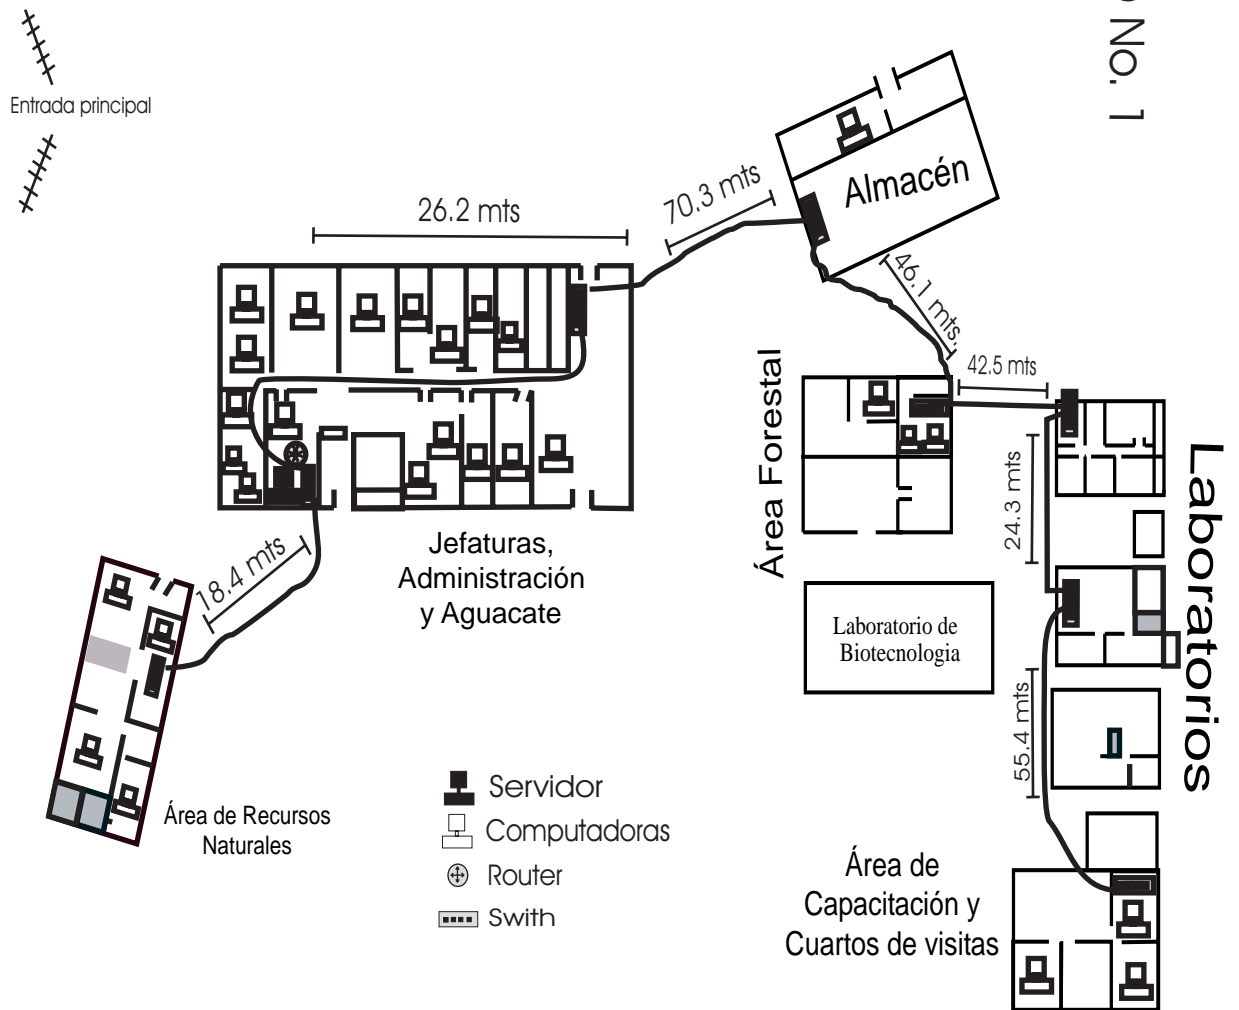 No. 1
Entrada principal
26.2 mts
70.3 mts
Almacén
46.1 mts.
42.5 mts
Área Forestal
24.3 mts
Laboratorios
Jefaturas,
Administración
y Aguacate
18.4 mts
Laboratorio de
Biotecnologia
55.4 mts
Servidor
Computadoras
Router
Swith
Área de Recursos
Naturales
Área de
Capacitación y
Cuartos de visitas